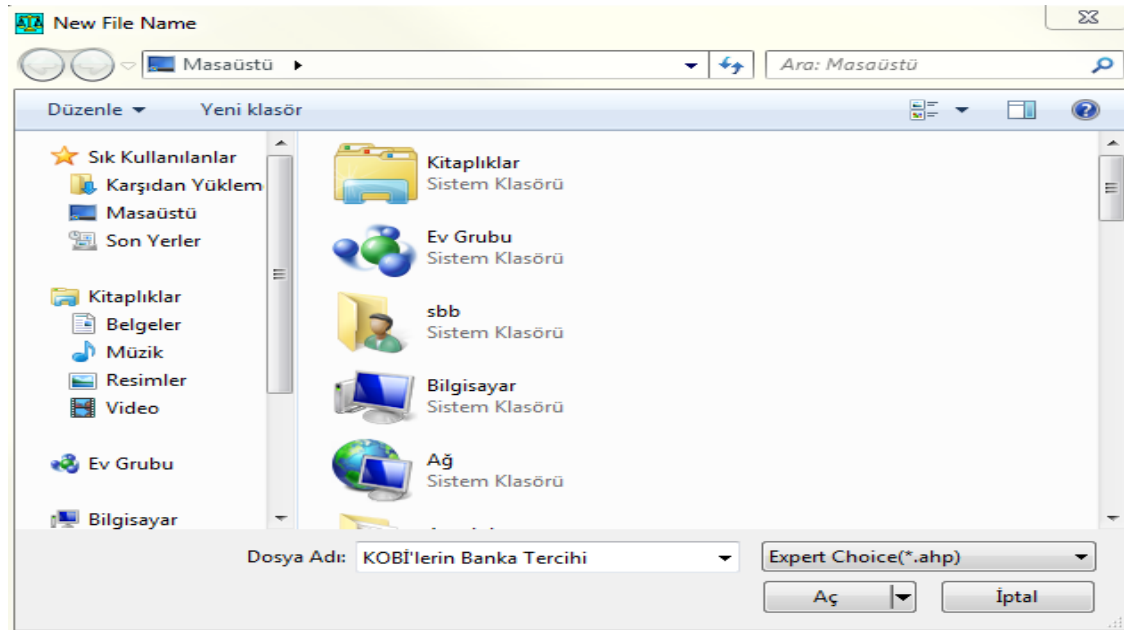 New File Name
Masaüstü
Ara: Masaüstü
Düzenle
Yeni klasör
Sık Kullanılanlar
Karşıdan Yüklem
Masaüstü
Son Yerler
Kitaplıklar
Belgeler
Müzik
Resimler
Video
Ev Grubu
Bilgisayar
Kitaplıklar
Sistem Klasörü
Ev Grubu
Sistem Klasörü
sbb
Sistem Klasörü
Bilgisayar
Sistem Klasörü
Ağ
Sistem Klasörü
Dosya Adı: KOBİ'lerin Banka Tercihi
Expert Choice(*.ahp)
Aç
İptal